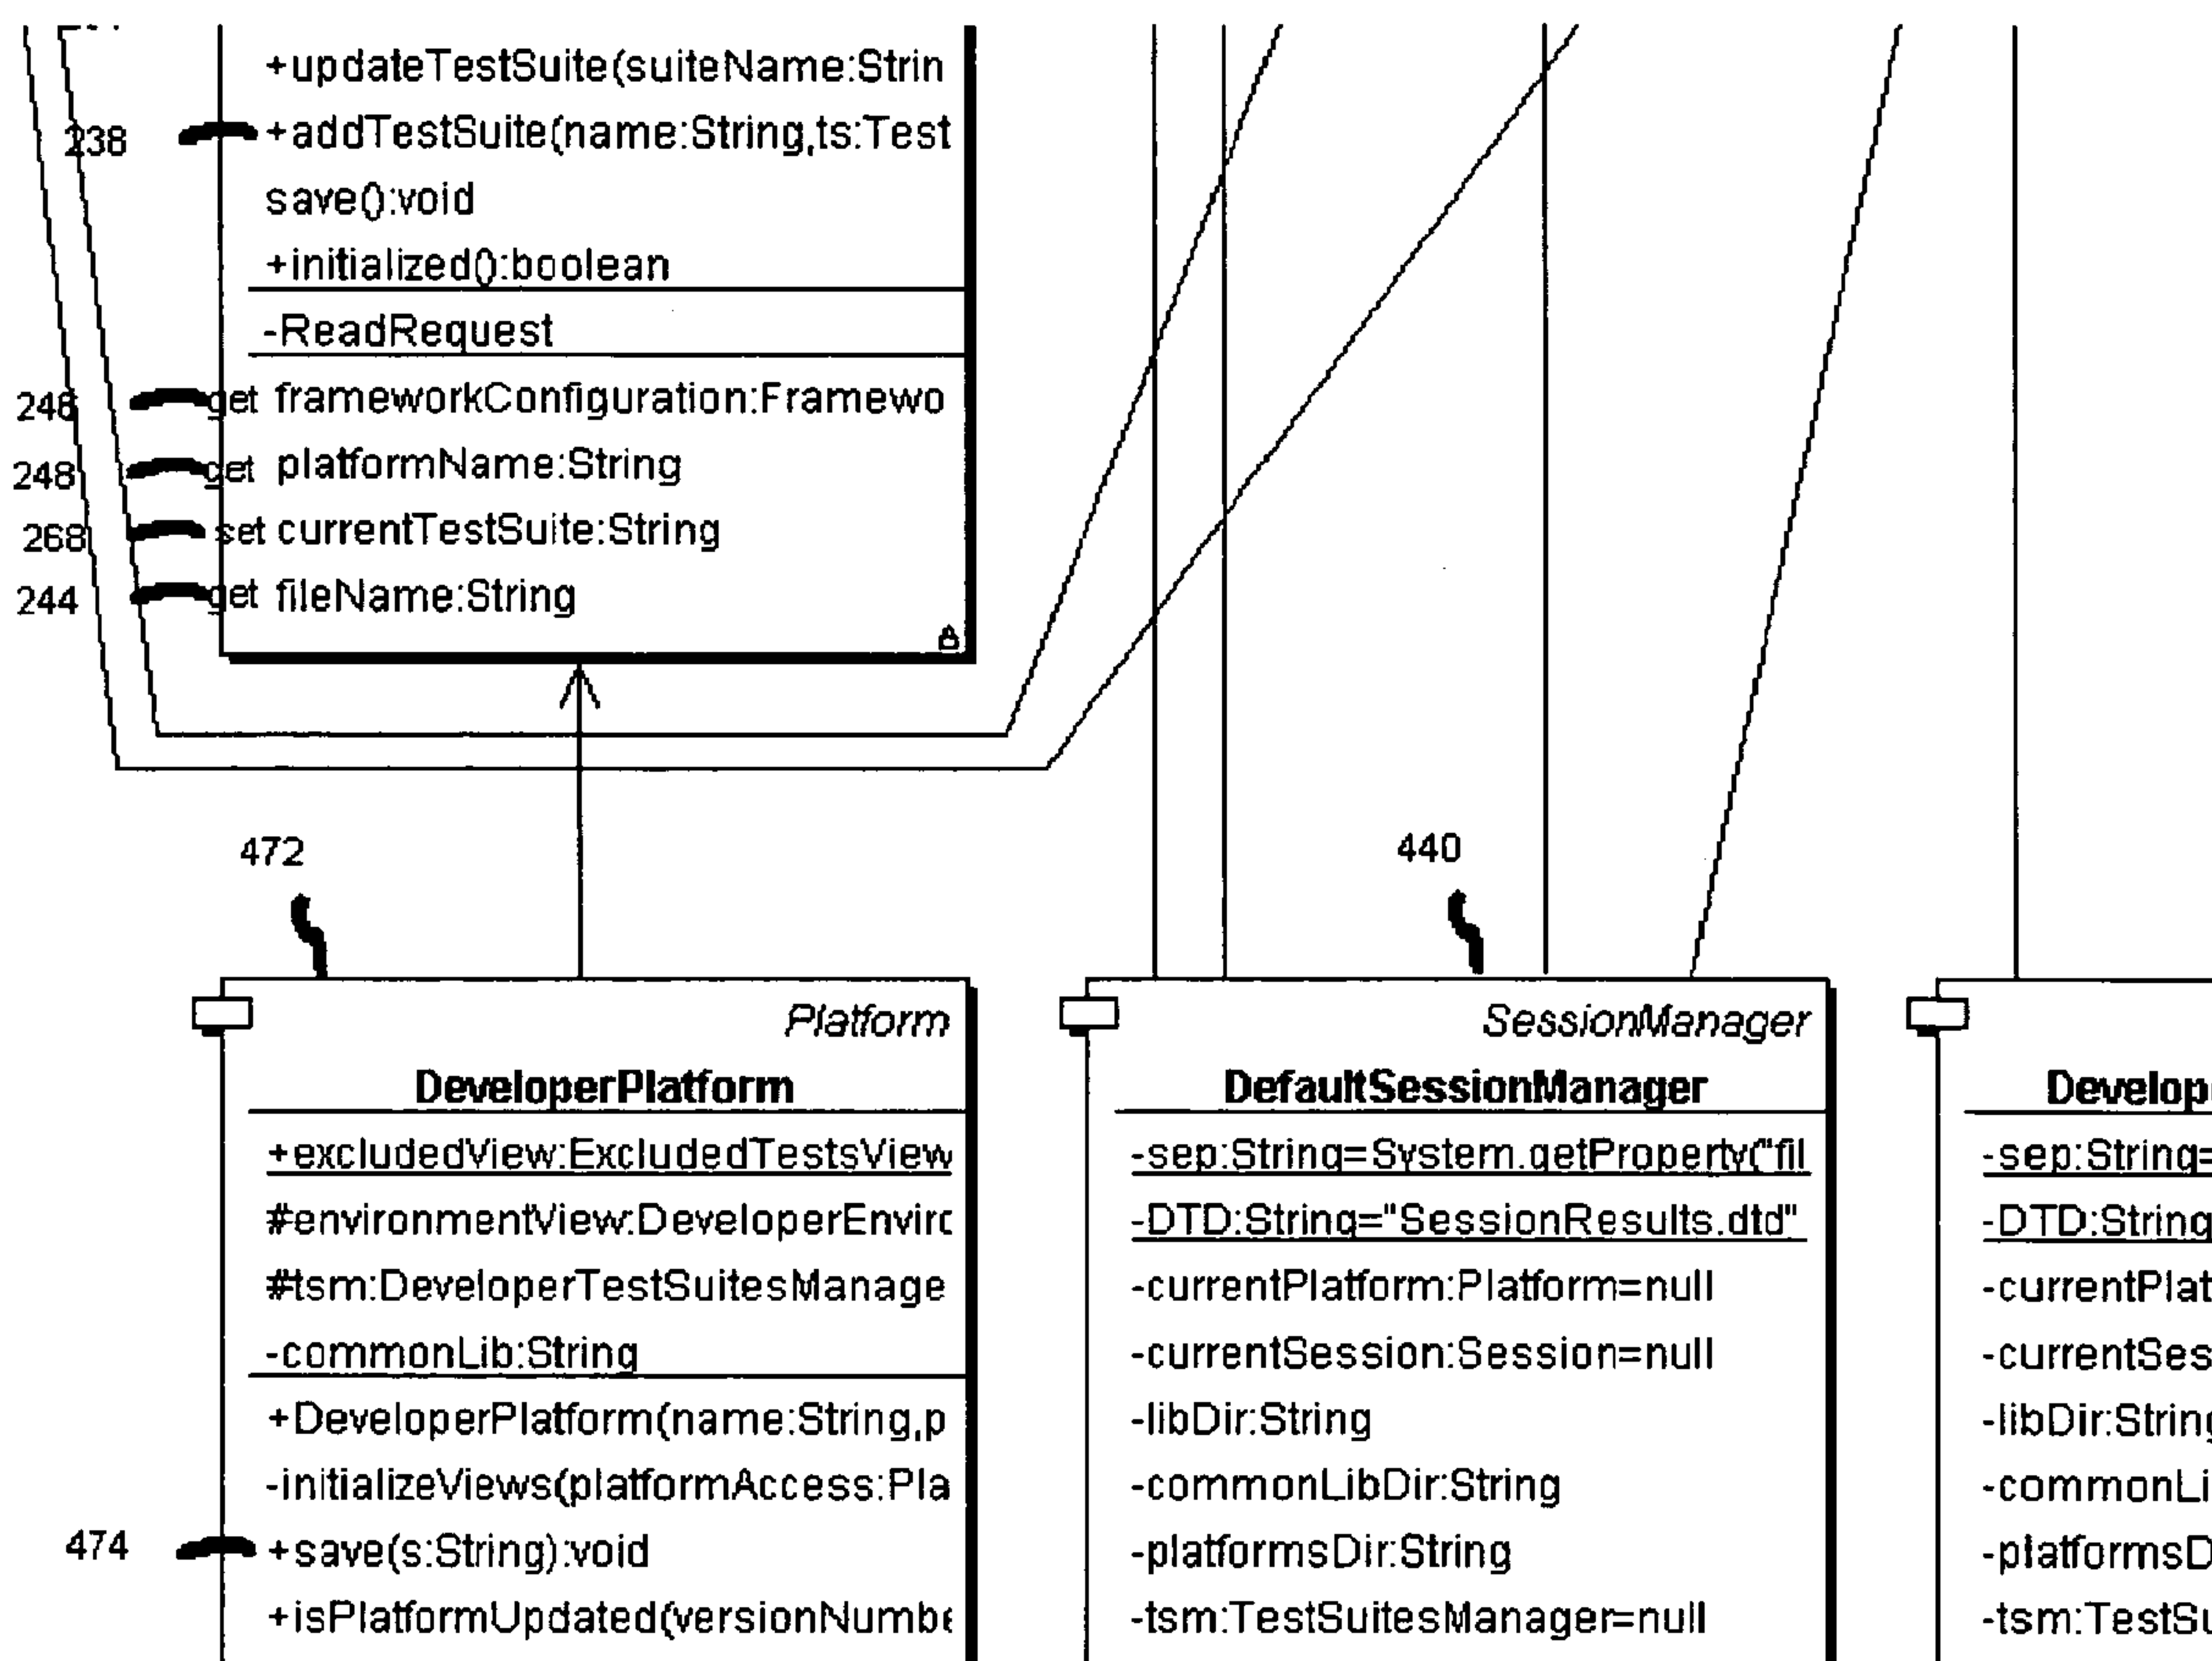 +updateTestSuite(suiteName:Strin
238 +addTestSuite(name:String,ts:Test
save():void
+initialized():boolean
-ReadRequest
246 get frameworkConfiguration:Framewo
248 get platformName:String
268 set currentTestSuite:String
244 get fileName:String
472
440
Platform
DeveloperPlatform
+excludedView:ExcludedTestsView
#environmentView:DeveloperEnvirc
#tsm:DeveloperTestSuitesManage
-commonLib:String
+DeveloperPlatform(name:String,p
-initializeViews(platformAccess:Pla
474 +save(s:String):void
+isPlatformUpdated(versionNumbe
SessionManager
DefaultSessionManager
-sep:String=System.getProperty("fil
-DTD:String="SessionResults.dtd"
-currentPlatform:Platform=null
-currentSession:Session=null
-libDir:String
-commonLibDir:String
-platformsDir:String
-tsm:TestSuitesManager=null
Develop
-sep:String=
-DTD:String
-currentPlat
-currentSes
-libDir:String
-commonLi
-platformsD
-tsm:TestSu